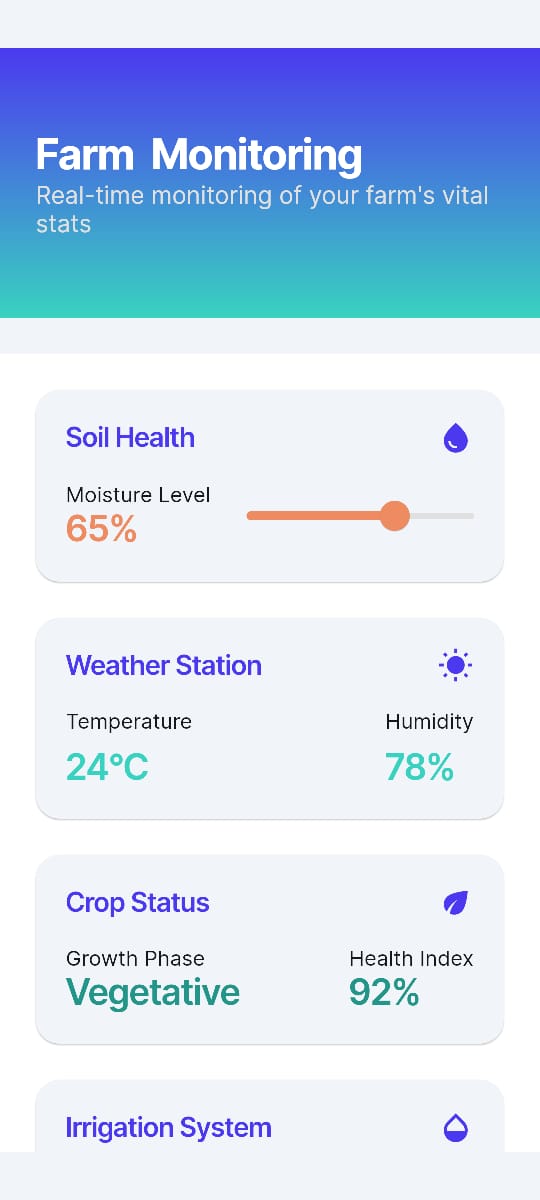 Farm Monitoring
Real-time monitoring of your farm's vital
stats
Soil Health
Moisture Level
65%
Weather Station
Temperature
Humidity
24°C
78%
Crop Status
Growth Phase
Health Index
Vegetative
92%
Irrigation System